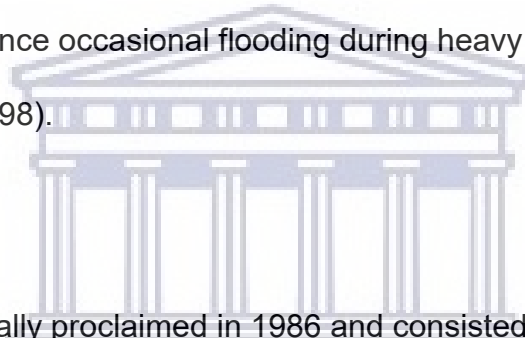 nce occasional flooding during heavy
98).
ally proclaimed in 1986 and consisted